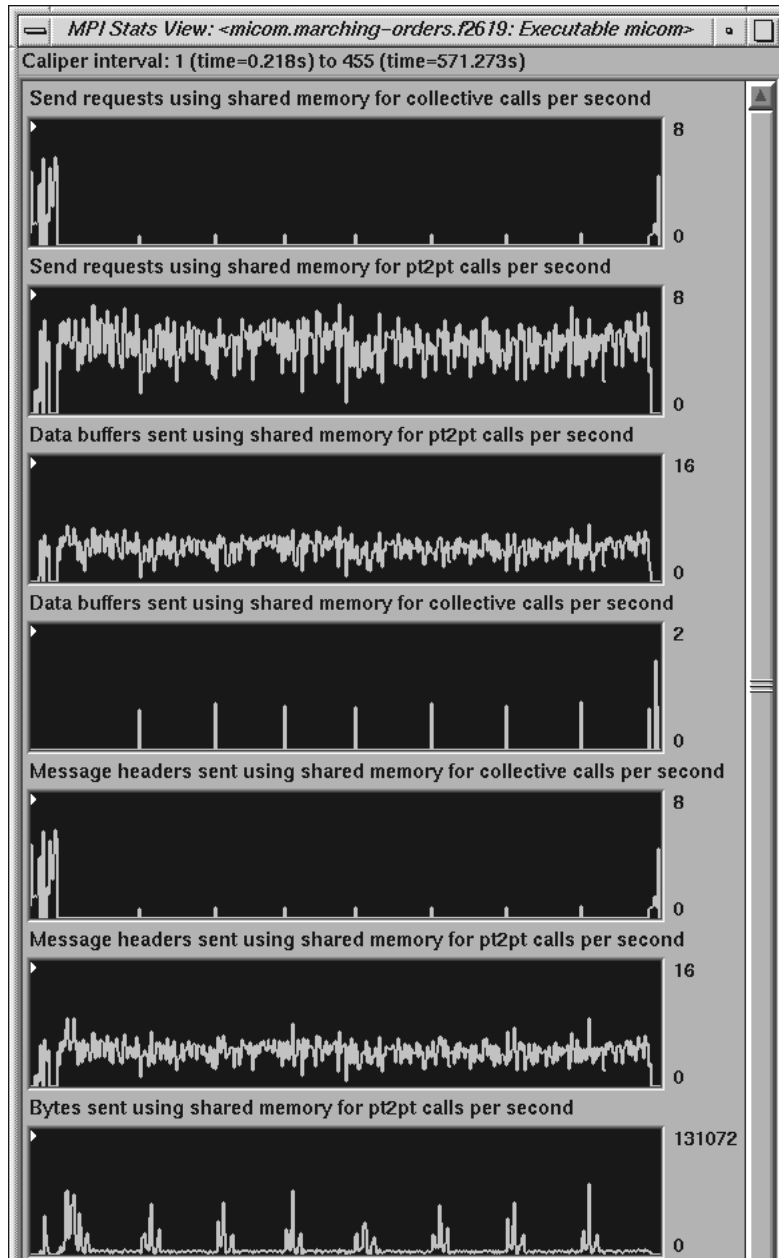 MPI Stats View: <micom.marching-orders.f2619: Executable micom>
Caliper interval: 1 (time=0.218s) to 455 (time=571.273s)
Send requests using shared memory for collective calls per second
8
0
Send requests using shared memory for pt2pt calls per second
8
0
Data buffers sent using shared memory for pt2pt calls per second
16
0
Data buffers sent using shared memory for collective calls per second
2
0
Message headers sent using shared memory for collective calls per second
8
0
Message headers sent using shared memory for pt2pt calls per second
16
0
Bytes sent using shared memory for pt2pt calls per second
131072
0